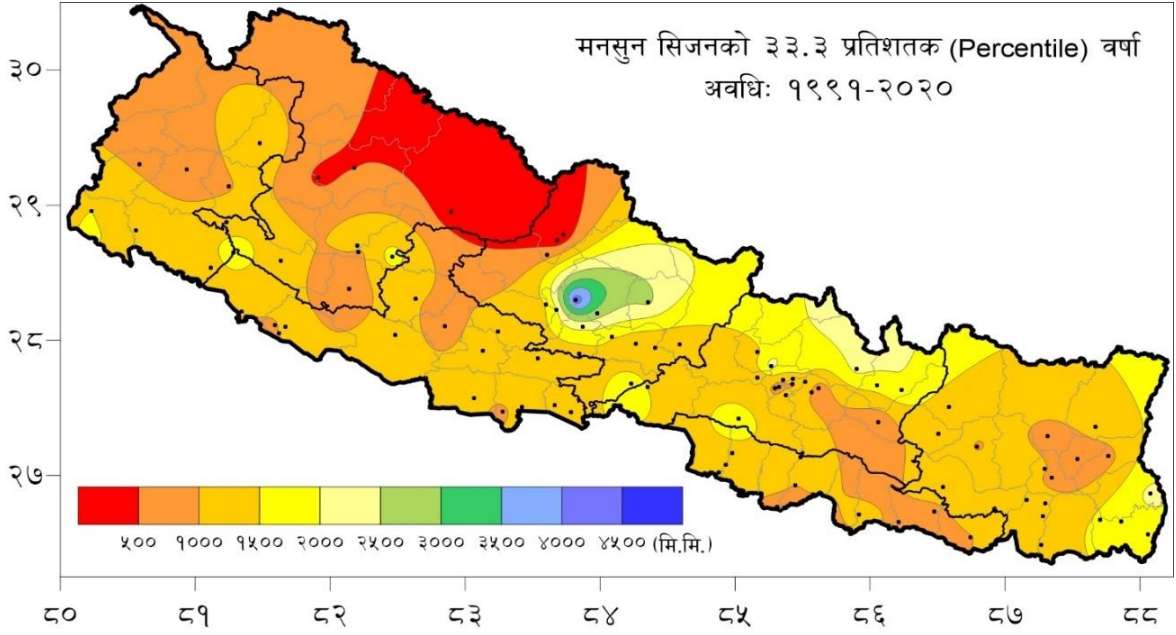 मनसुन सिजनको ३३.३ प्रतिशतक (Percentile) वर्षा
अवधिः १९९१-२०२०
३०
२९
२८
२७
५०० १००० १५०० २००० २५०० ३००० ३५०० ४००० ४५०० (मि.मि.)
८० ८१ ८२ ८३ ८४ ८५ ८६ ८७ ८८